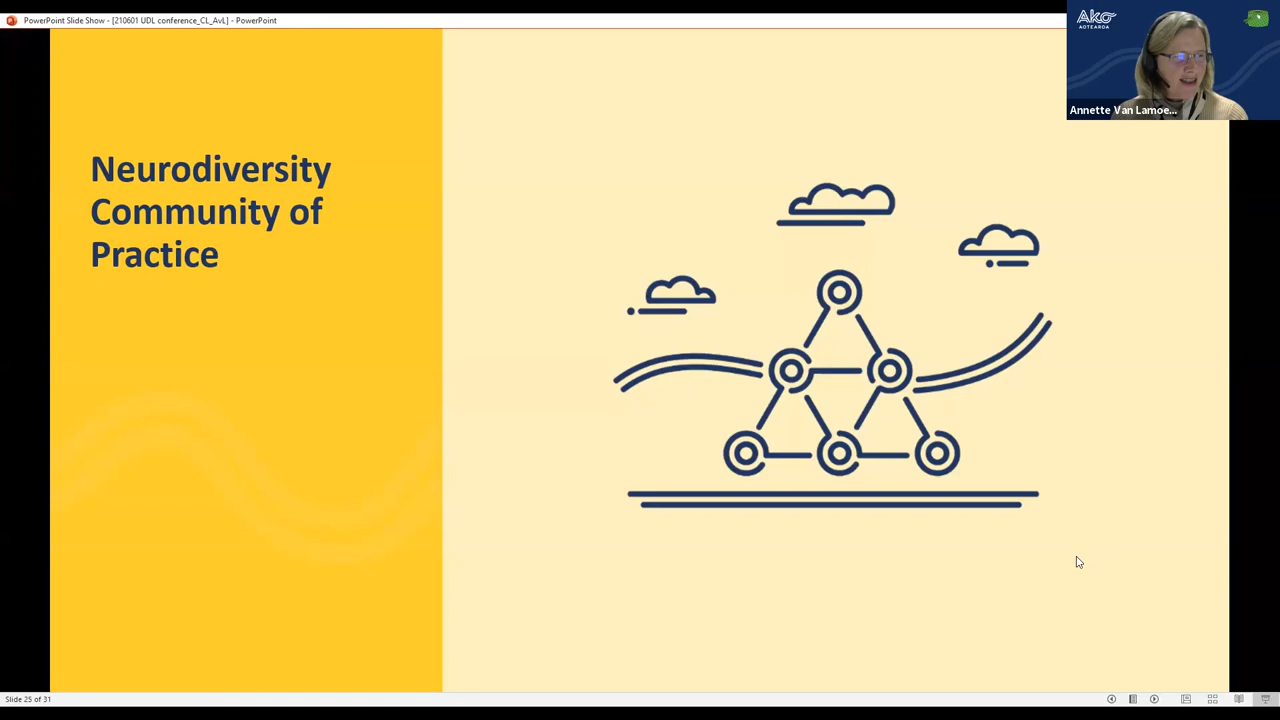 PowerPoint Slide Show - [210601 UDL conference_CL_AvL] - PowerPoint
Ako
AOTEAROA
Annette Van Lamoe...
Neurodiversity
Community of
Practice
Slide 25 of 31